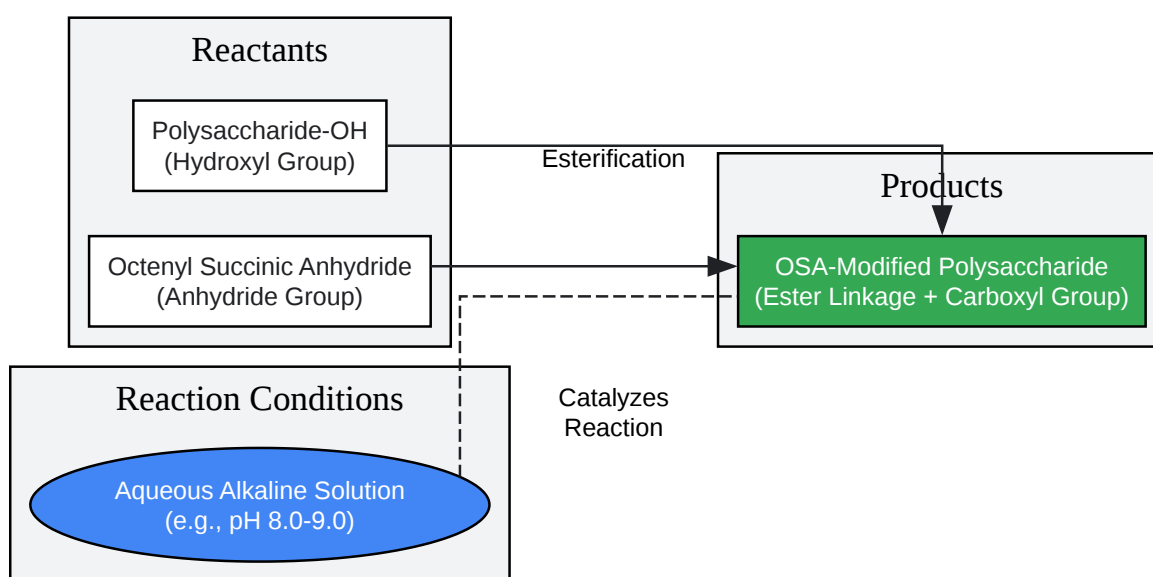 Reactants
Polysaccharide-OH
(Hydroxyl Group)
Esterification
Products
Octenyl Succinic Anhydride
(Anhydride Group)
OSA-Modified Polysaccharide
(Ester Linkage + Carboxyl Group)
Reaction Conditions
Catalyzes
Reaction
Aqueous Alkaline Solution
(e.g., pH 8.0-9.0)